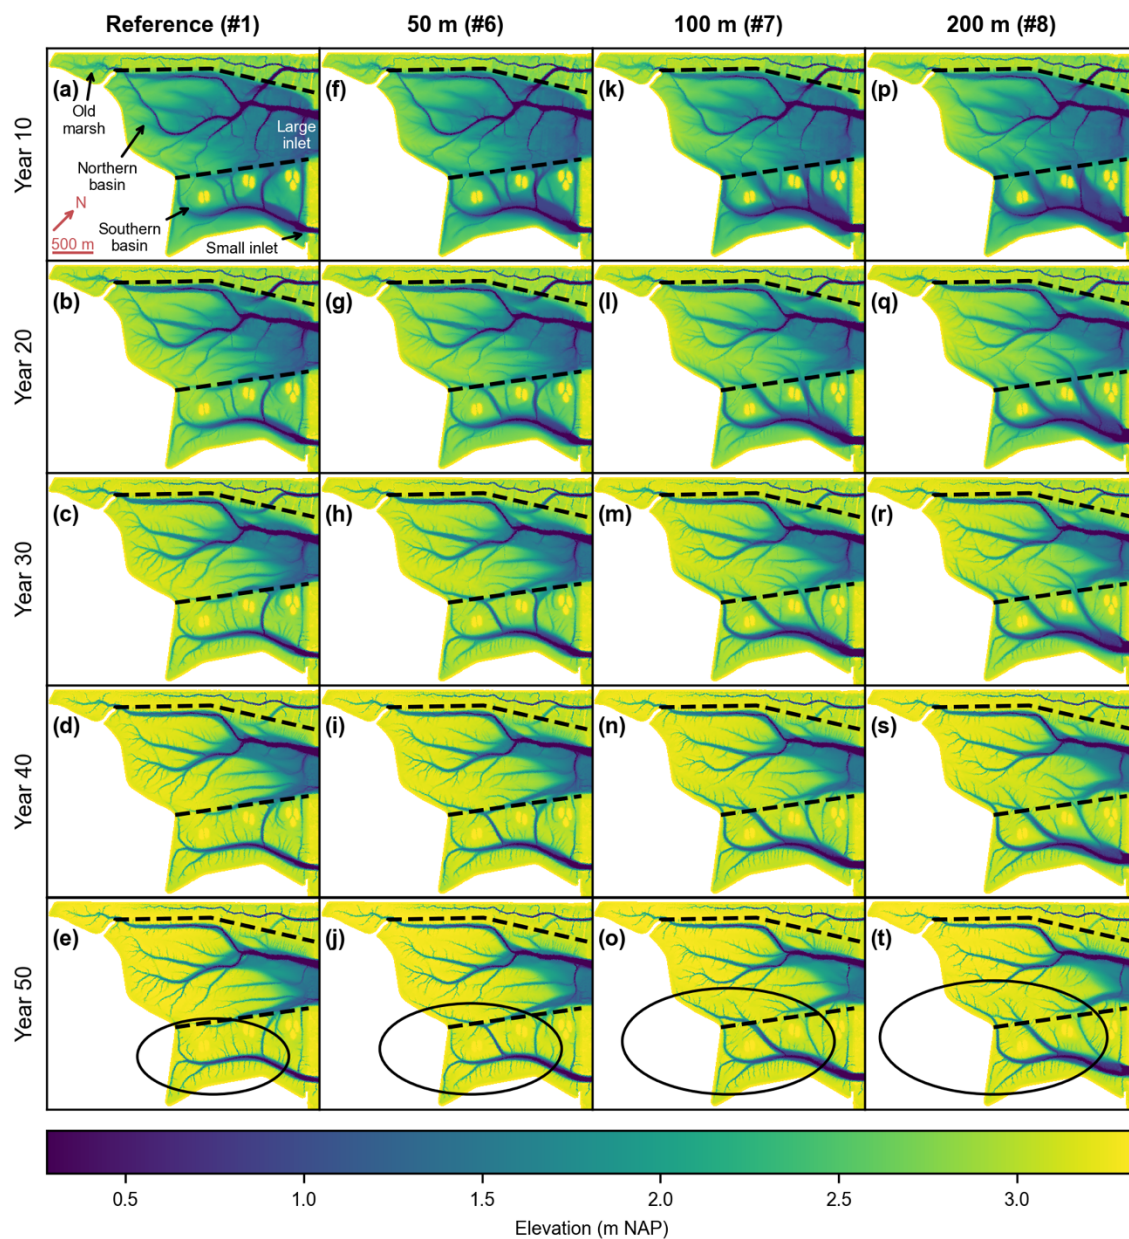 Reference (#1)
50 m (#6)
100 m (#7)
200 m (#8)
Year 10
(a)
Old
marsh
Northern
basin
Large
inlet
N
500 m
Southern
basin
Small inlet
(f)
(k)
(p)
Year 20
(b)
(g)
(l)
(q)
Year 30
(c)
(h)
(m)
(r)
Year 40
(d)
(i)
(n)
(s)
Year 50
(e)
(j)
(o)
(t)
0.5
1.0
1.5
2.0
2.5
3.0
Elevation (m NAP)